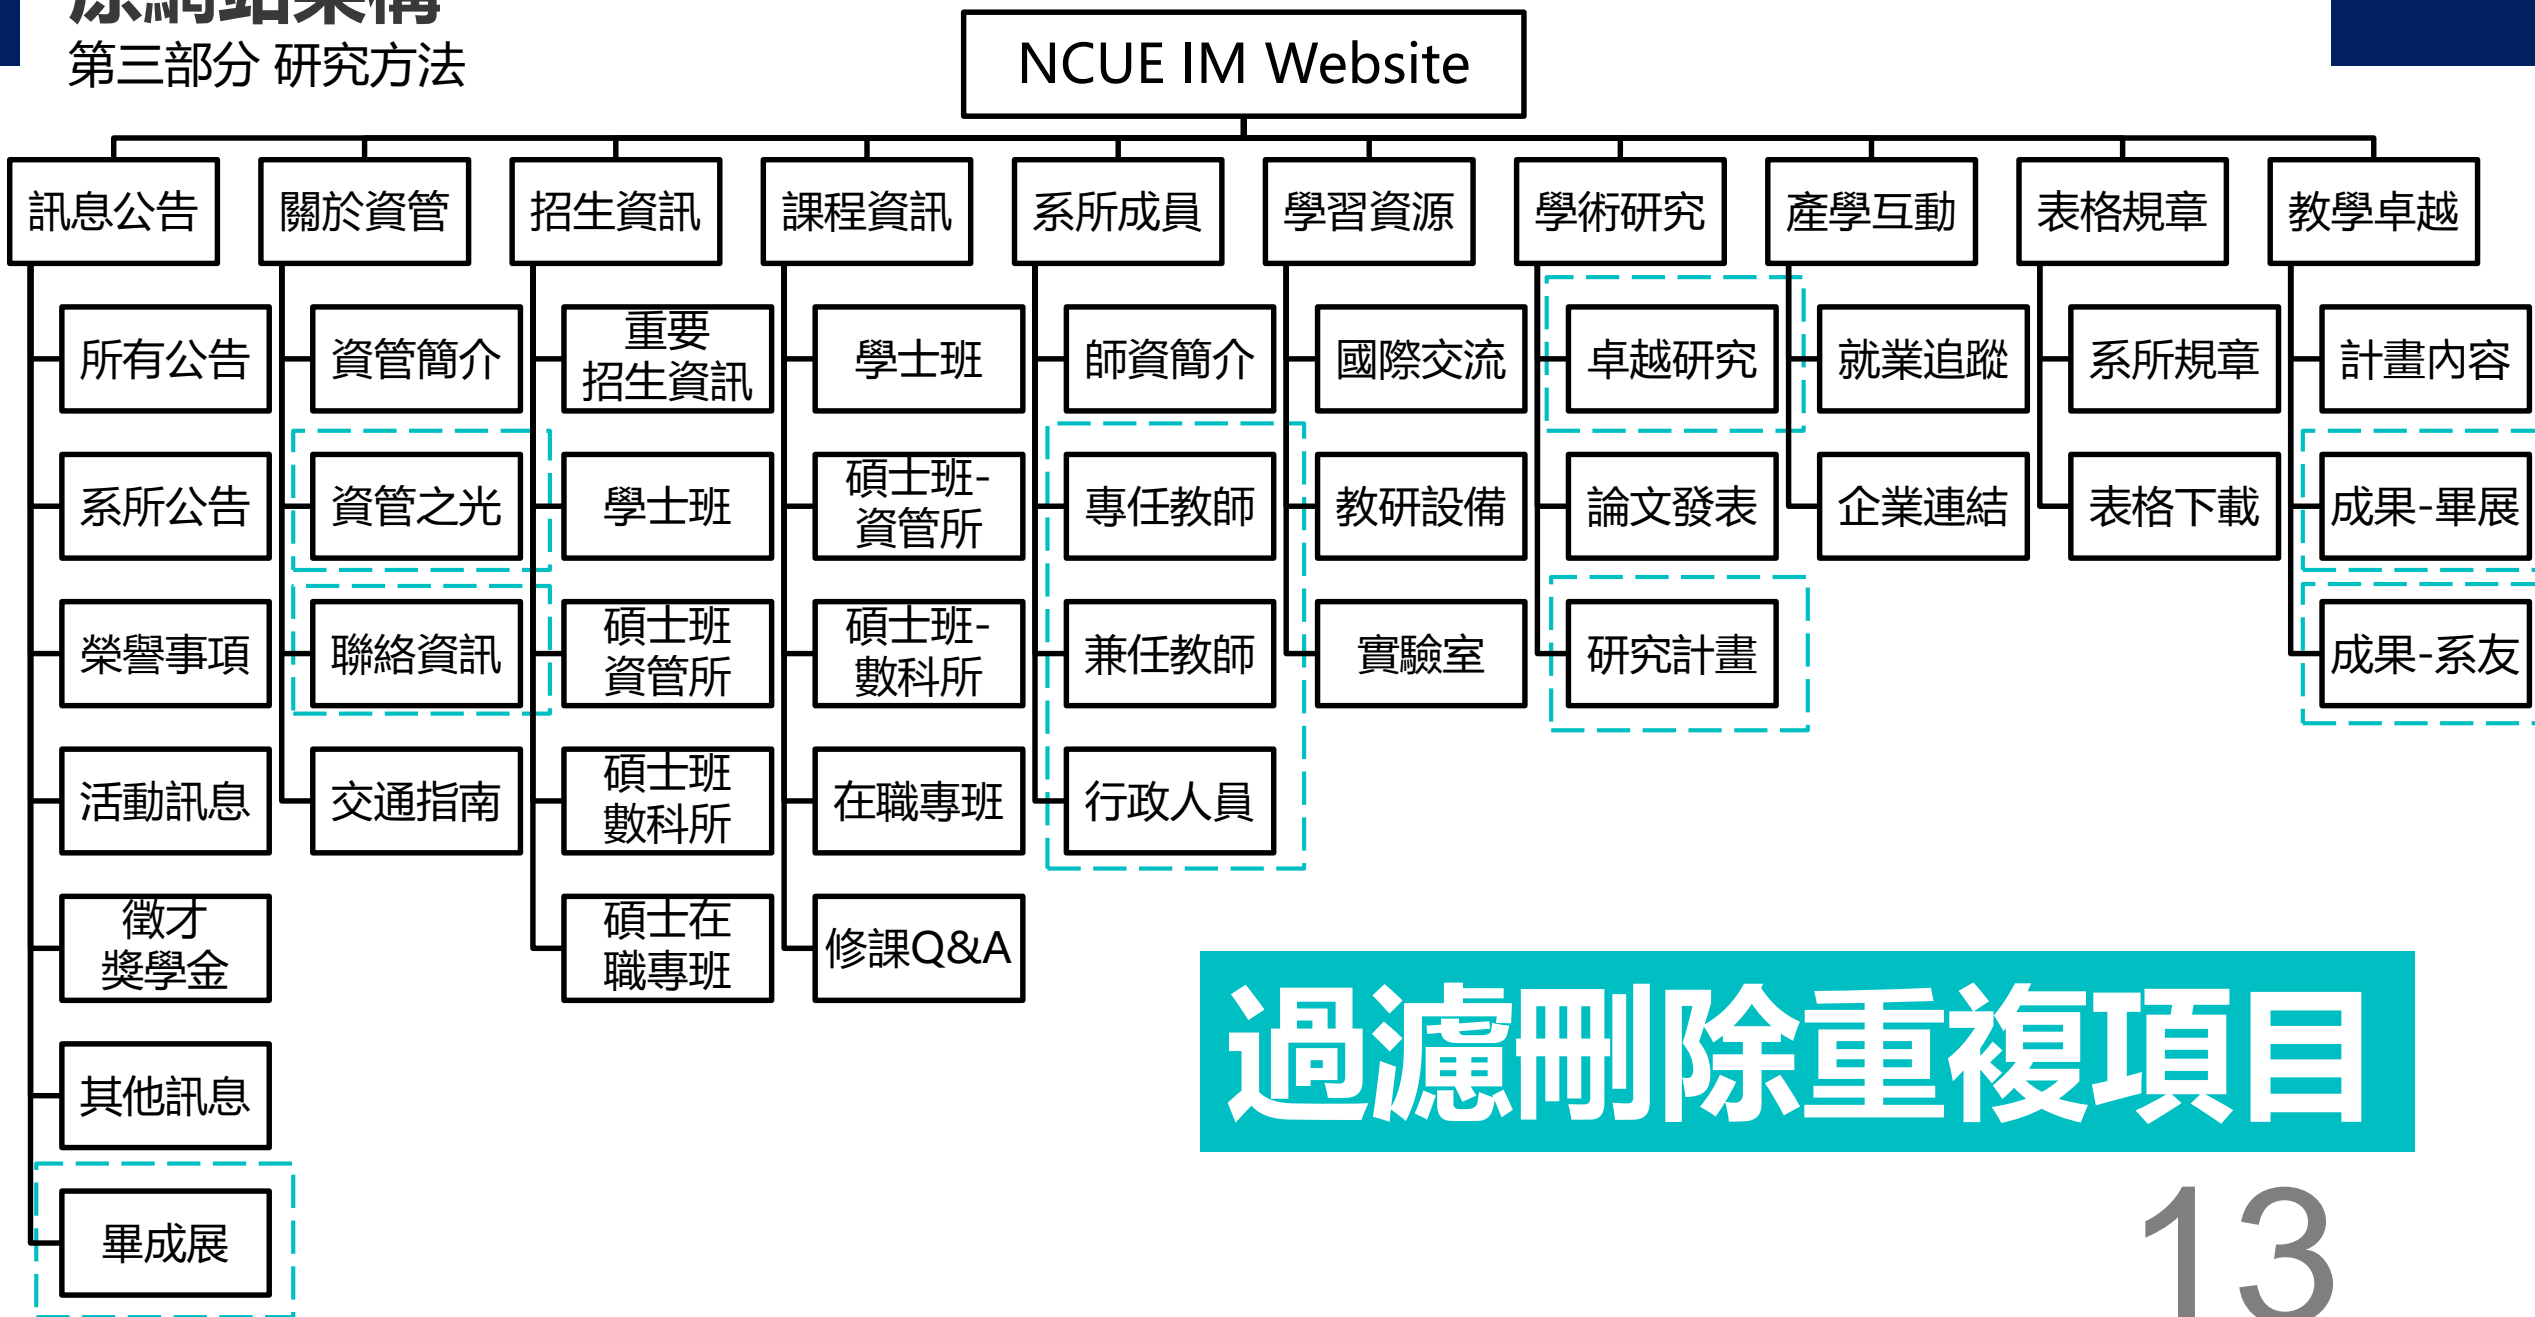 原網站架構
第三部分 研究方法
NCUE IM Website
訊息公告
關於資管
招生資訊
課程資訊
系所成員
學習資源
學術研究
產學互動
表格規章
教學卓越
所有公告
系所公告
榮譽事項
活動訊息
徵才
獎學金
其他訊息
畢成展
資管簡介
資管之光
聯絡資訊
交通指南
重要
招生資訊
學士班
碩士班
資管所
碩士班
數科所
碩士在
職專班
學士班
碩士班-
資管所
碩士班-
數科所
在職專班
修課Q&A
師資簡介
專任教師
兼任教師
行政人員
國際交流
教研設備
實驗室
卓越研究
論文發表
研究計畫
就業追蹤
企業連結
系所規章
表格下載
計畫內容
成果-畢展
成果-系友
過濾刪除重複項目
13